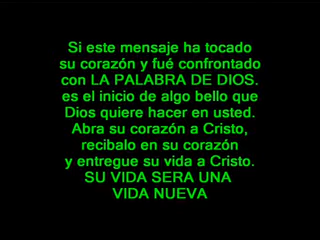 Si este mensaje ha tocado
su corazón y fué confrontado
con LA PALABRA DE DIOS.
es el inicio de algo bello que
Dios quiere hacer en usted.
Abra su corazón a Cristo,
recibalo en su corazón
y entregue su vida a Cristo.
SU VIDA SERA UNA
VIDA NUEVA